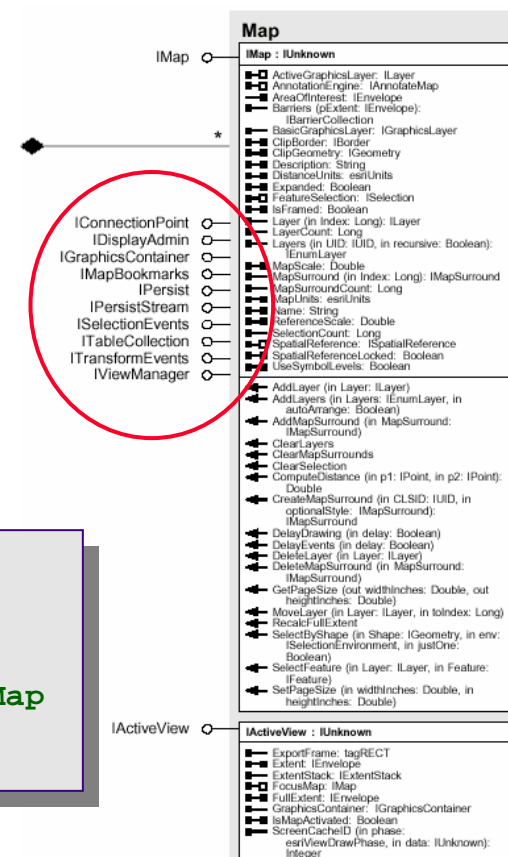 Map
IMap
IMap : IUnknown
ActiveGraphicsLayer: ILayer
AnnotationEngine: IAnnotateMap
AreaOfInterest: IEnvelope
Barriers (pExtent: IEnvelope):
IBarrierCollection
BasicGraphicsLayer: IGraphicsLayer
ClipBorder: IBorder
ClipGeometry: IGeometry
Description: String
DistanceUnits: esriUnits
Expanded: Boolean
FeatureSelection: ISelection
IsFramed: Boolean
Layer (in Index: Long): ILayer
LayerCount: Long
Layers (in UID: IUID, in recursive: Boolean):
IEnumLayer
MapScale: Double
MapSurround (in Index: Long): IMapSurround
MapSurroundCount: Long
MapUnits: esriUnits
Name: String
ReferenceScale: Double
SelectionCount: Long
SpatialReference: ISpatialReference
SpatialReferenceLocked: Boolean
UseSymbolLevels: Boolean
*
IConnectionPoint
IDisplayAdmin
IGraphicsContainer
IMapBookmarks
IPersist
IPersistStream
ISelectionEvents
ITableCollection
ITransformEvents
IViewManager
AddLayer (in Layer: ILayer)
AddLayers (in Layers: IEnumLayer, in
autoArrange: Boolean)
AddMapSurround (in MapSurround:
IMapSurround)
ClearLayers
ClearMapSurrounds
ClearSelection
ComputeDistance (in p1: IPoint, in p2: IPoint):
Double
CreateMapSurround (in CLSID: IUID, in
optionalStyle: IMapSurround):
IMapSurround
DelayDrawing (in delay: Boolean)
DelayEvents (in delay: Boolean)
DeleteLayer (in Layer: ILayer)
DeleteMapSurround (in MapSurround:
IMapSurround)
GetPageSize (out widthInches: Double, out
heightInches: Double)
MoveLayer (in Layer: ILayer, in toIndex: Long)
RecalcFullExtent
SelectByShape (in Shape: IGeometry, in env:
ISelectionEnvironment, in justOne:
Boolean)
SelectFeature (in Layer: ILayer, in Feature:
IFeature)
SetPageSize (in widthInches: Double, in
heightInches: Double)
Map
IActiveView
IActiveView : IUnknown
ExportFrame: tagRECT
Extent: IEnvelope
ExtentStack: IExtentStack
FocusMap: IMap
FullExtent: IEnvelope
GraphicsContainer: IGraphicsContainer
IsMapActivated: Boolean
ScreenCacheID (in phase:
esriViewDrawPhase, in data: IUnknown):
Integer